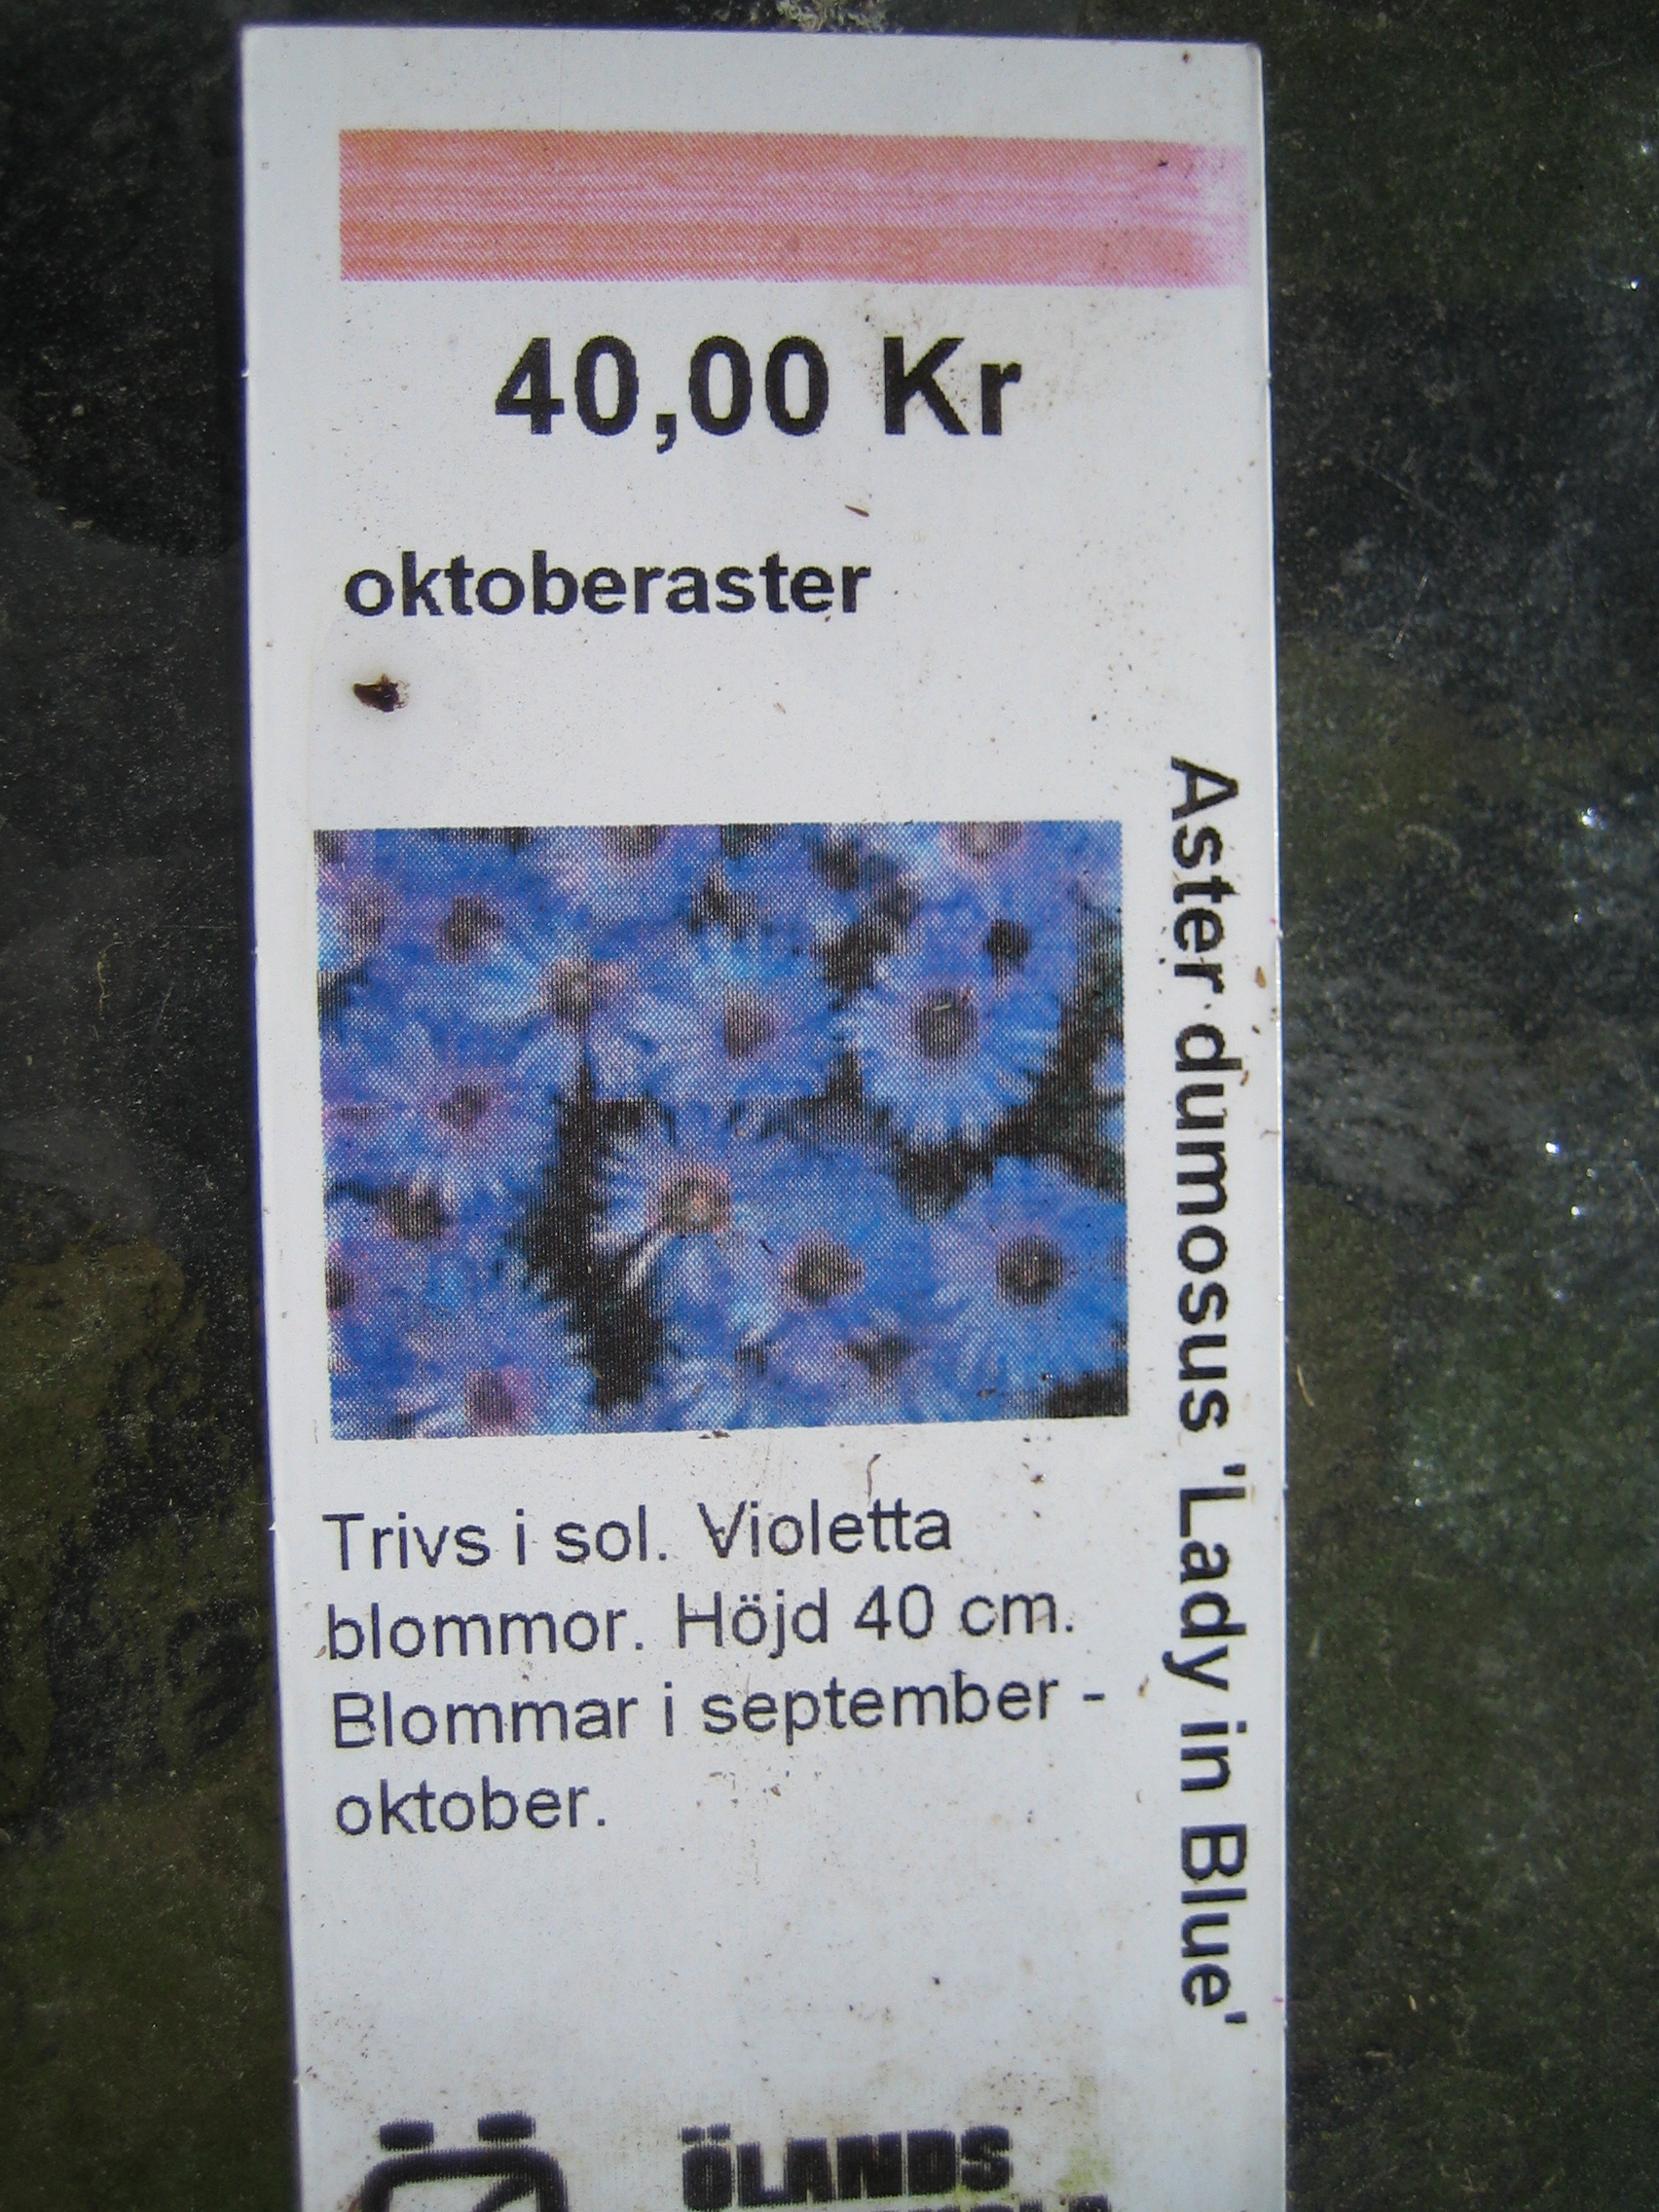 40,00 Kr
oktoberaster
Aster dumosus 'Lady in Blue'
Trivs i sol. Violetta
blommor. Höjd 40 cm.
Blommar i september -
oktober.
ÖLANDS